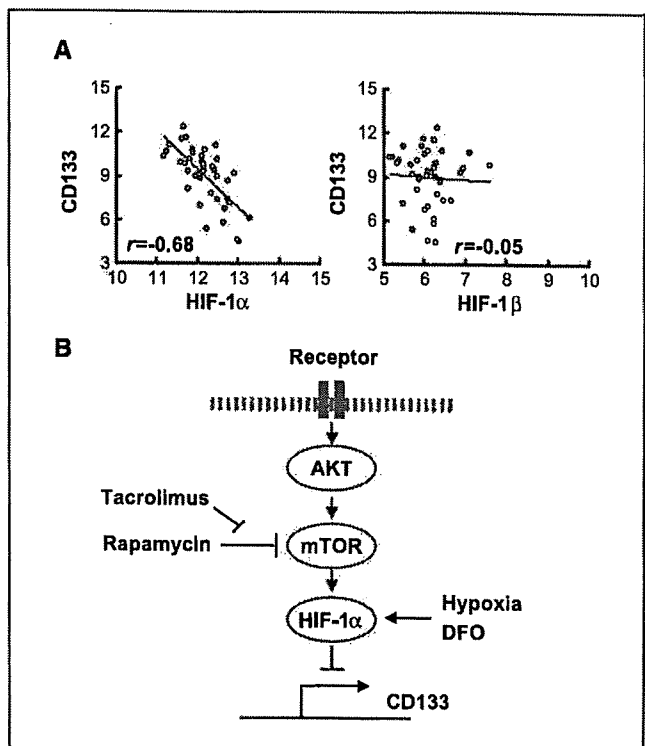 A
CD133
15
12
9
6
3
r=-0.68
10 11 12 13 14 15
HIF-1α
CD133
15
12
9
6
3
r=-0.05
5 6 7 8 9 10
HIF-1β
B
Receptor
AKT
Tacrolimus
Rapamycin
mTOR
HIF-1α
Hypoxia
DFO
CD133